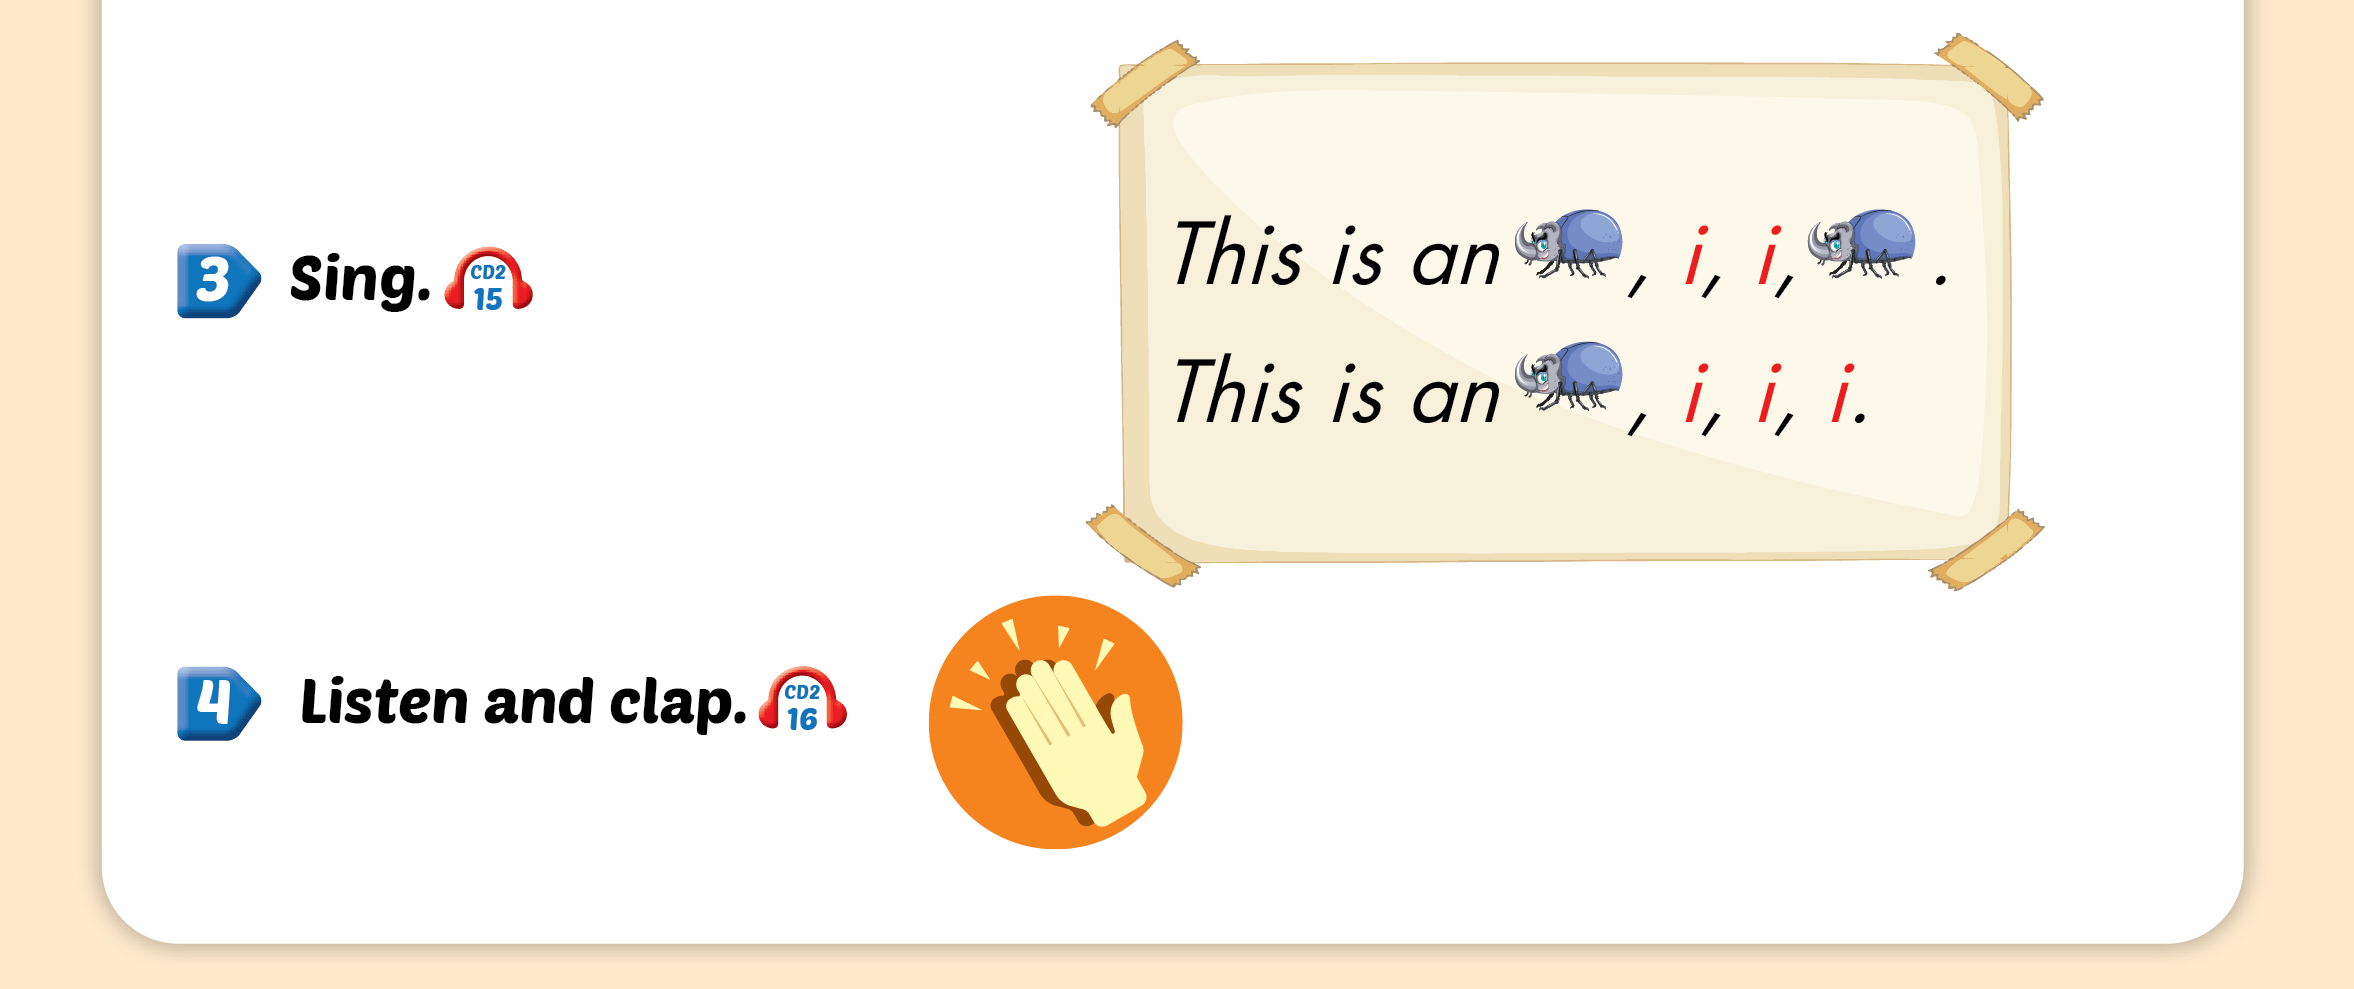 This is an , i, i, .
3 Sing. CD2 15
This is an , i, i, i.
4 Listen and clap. CD2 16